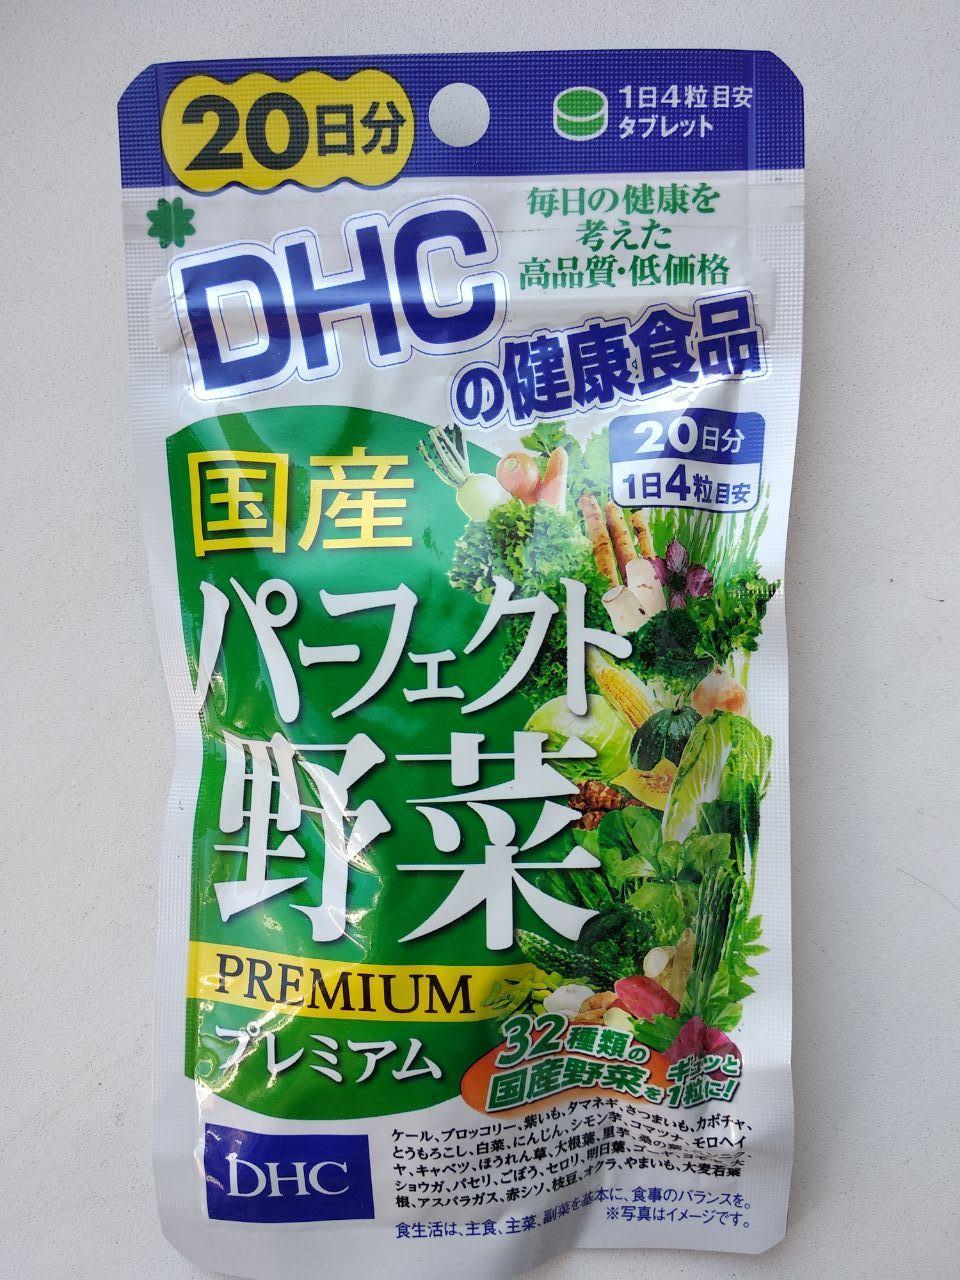 20日分
1日4粒目安
タブレット
毎日の健康を
考えた
高品質・低価格
DHC
の健康食品
20日分
1日4粒目安
国産
パーフェクト
野菜
PREMIUM
プレミアム
32種類の
国産野菜を
ギュッと
1粒に!
ケール、ブロッコリー、紫いも、タマネギ、さつまいも、カボチャ、
とうもろこし、白菜、にんじん、シモン芋、コマツナ、モロヘイ
ヤ、キャベツ、ほうれん草、大根葉、里芋、桑の葉、
ショウガ、パセリ、ごぼう、セロリ、明日葉、ゴーヤ、
根、アスパラガス、赤シソ、枝豆、オクラ、やまいも、大麦若葉
DHC
食生活は、主食、主菜、副菜を基本に、食事のバランスを。
※写真はイメージです。